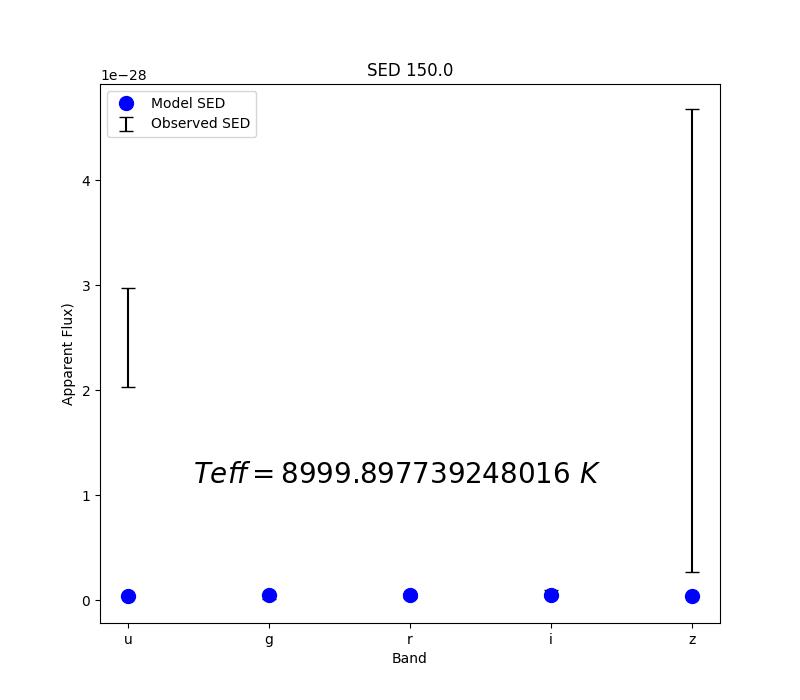 SED 150.0
1e−28
Model SED
Observed SED
4
3
2
1
0
Apparent Flux)
Teff = 8999.897739248016 K
u g r i z
Band